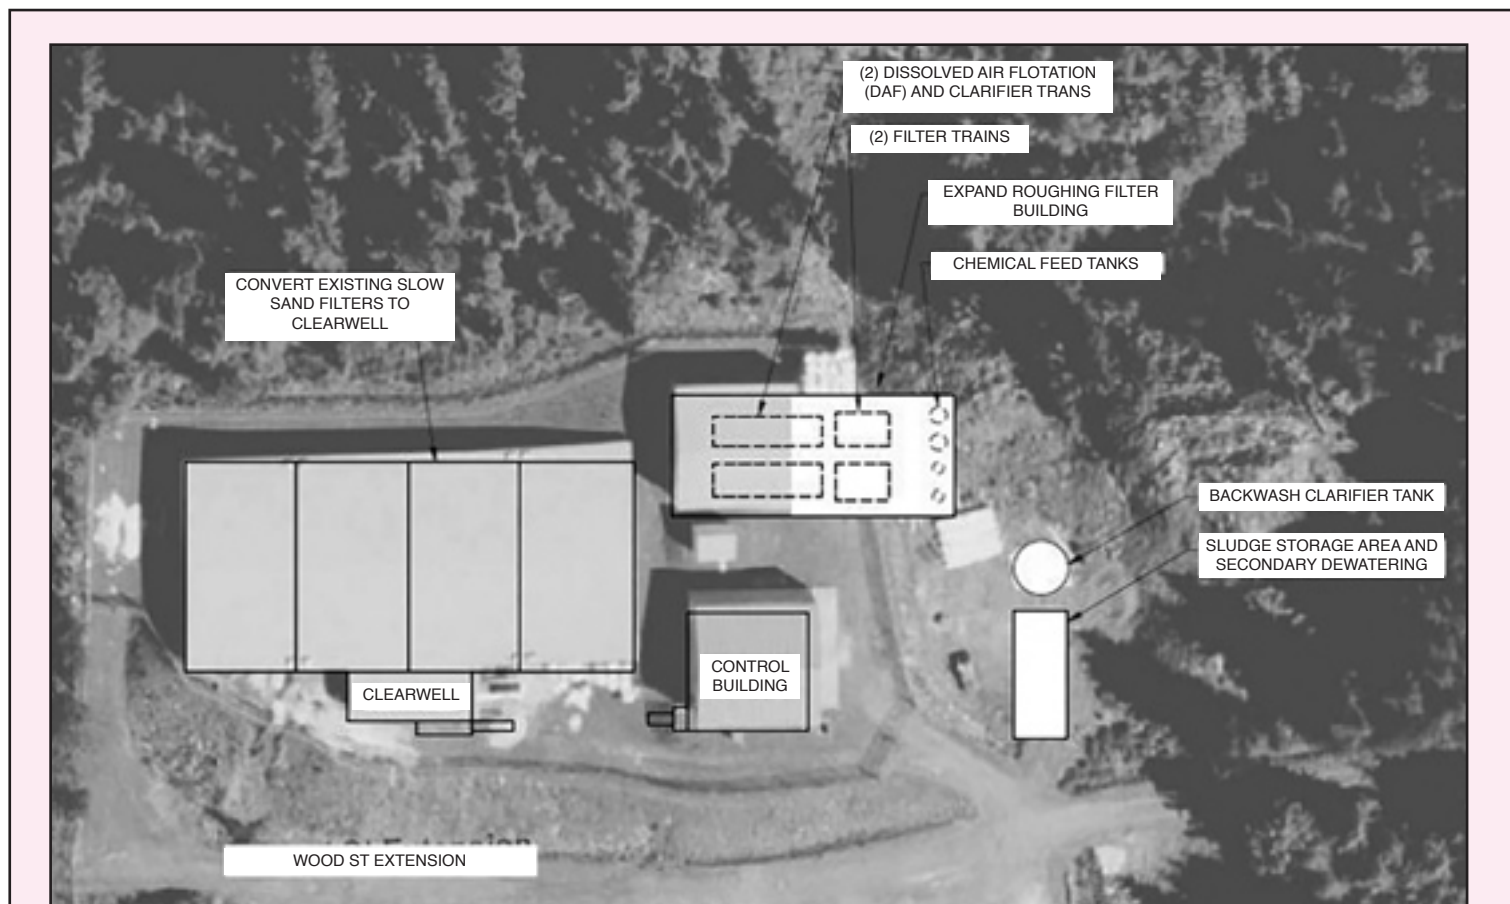 (2) DISSOLVED AIR FLOTATION
(DAF) AND CLARIFIER TRANS
(2) FILTER TRAINS
EXPAND ROUGHING FILTER
BUILDING
CHEMICAL FEED TANKS
CONVERT EXISTING SLOW
SAND FILTERS TO
CLEARWELL
BACKWASH CLARIFIER TANK
SLUDGE STORAGE AREA AND
SECONDARY DEWATERING
CONTROL
BUILDING
CLEARWELL
WOOD ST EXTENSION